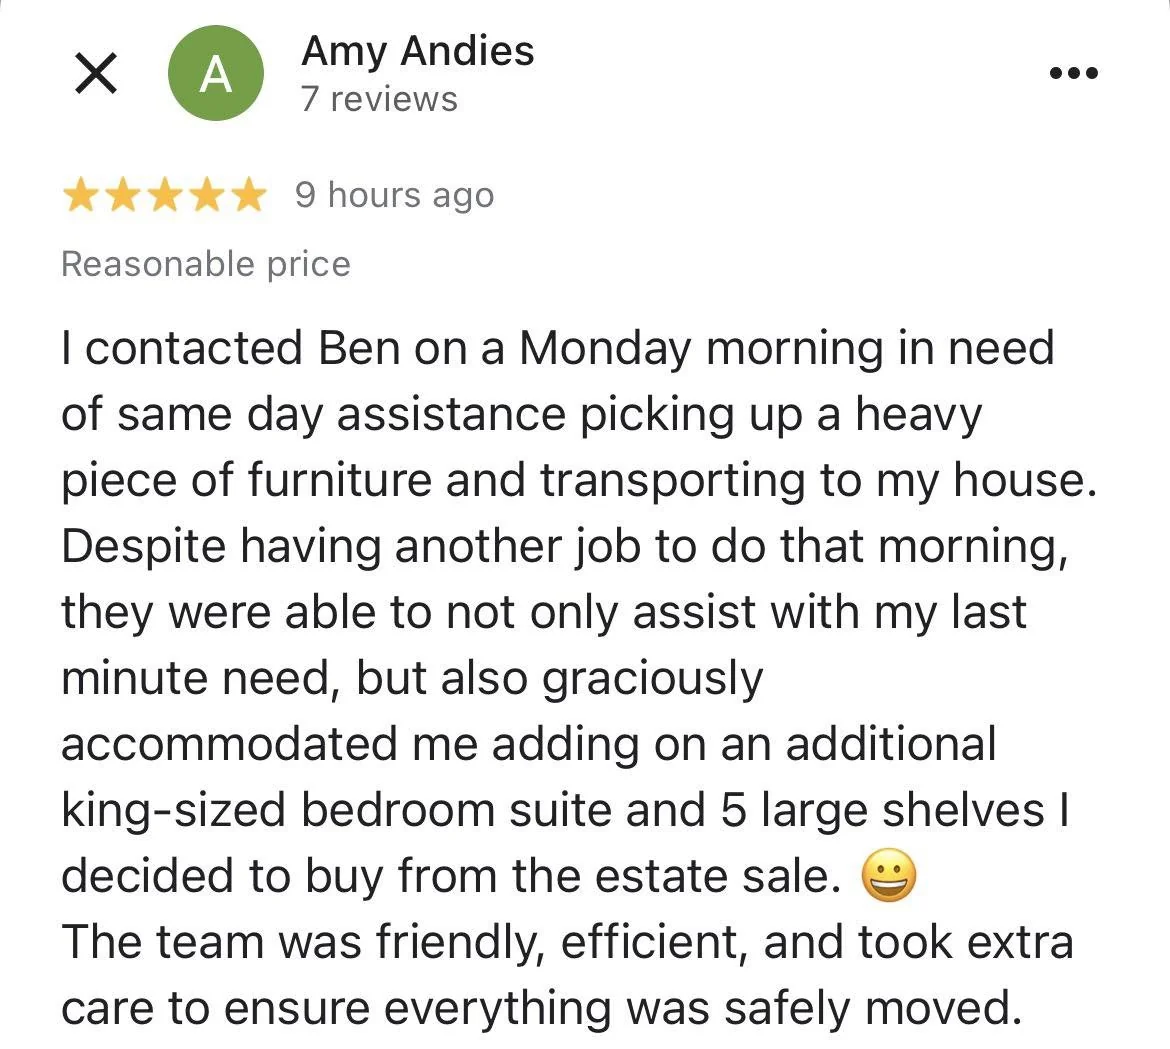 A
Amy Andies
7 reviews
9 hours ago
Reasonable price
I contacted Ben on a Monday morning in need
of same day assistance picking up a heavy
piece of furniture and transporting to my house.
Despite having another job to do that morning,
they were able to not only assist with my last
minute need, but also graciously
accommodated me adding on an additional
king-sized bedroom suite and 5 large shelves I
decided to buy from the estate sale. 😀
The team was friendly, efficient, and took extra
care to ensure everything was safely moved.